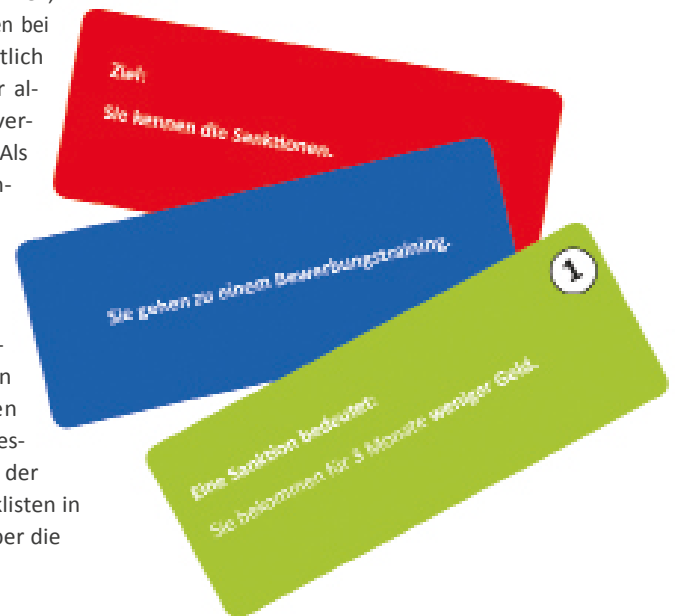 en bei
tlich
r al-
ver-
Als
n-
-
n
en
es-
der
klisten in
ber die
Ziel:
Sie kennen die Sanktionen.
Sie gehen zu einem Bewerbungstraining.
1
Eine Sanktion bedeutet:
Sie bekommen für 3 Monate weniger Geld.